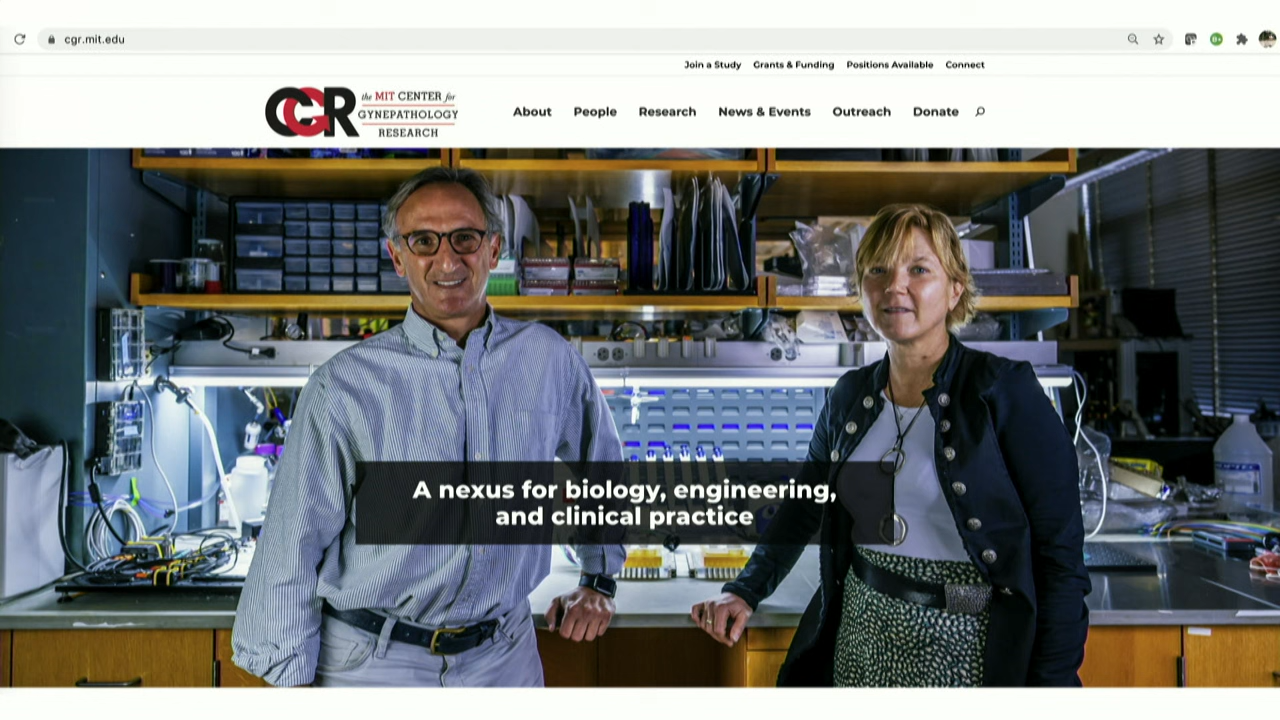 cgr.mit.edu
Join a Study Grants & Funding Positions Available Connect
CGR
the MIT CENTER for
GYNEPATHOLOGY
RESEARCH
About People Research News & Events Outreach Donate
A nexus for biology, engineering,
and clinical practice